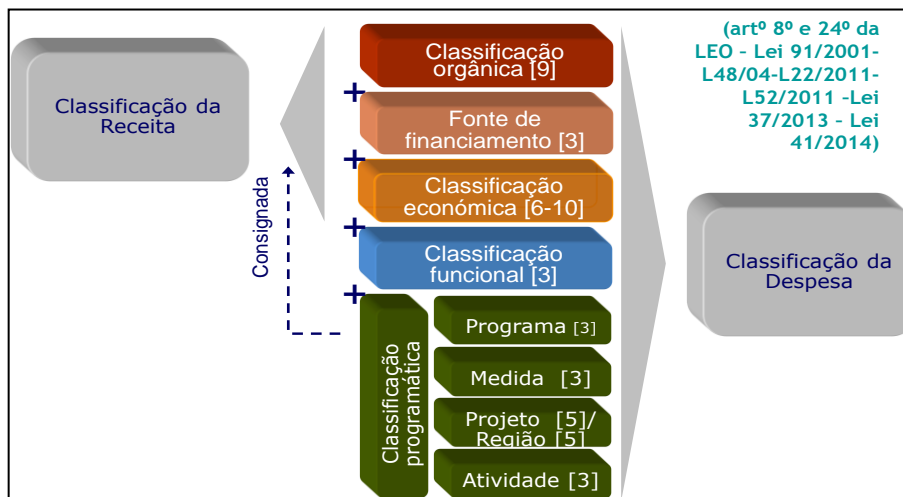 Classificação da
Receita
Consignada
+
+
+
+
Classificação
orgânica [9]
Fonte de
financiamento [3]
Classificação
económica [6-10]
Classificação
funcional [3]
Classificação
programática
Programa [3]
Medida [3]
Projeto [5]/
Região [5]
Atividade [3]
(artº 8º e 24º da
LEO – Lei 91/2001-
L48/04-L22/2011-
L52/2011 -Lei
37/2013 – Lei
41/2014)
Classificação da
Despesa